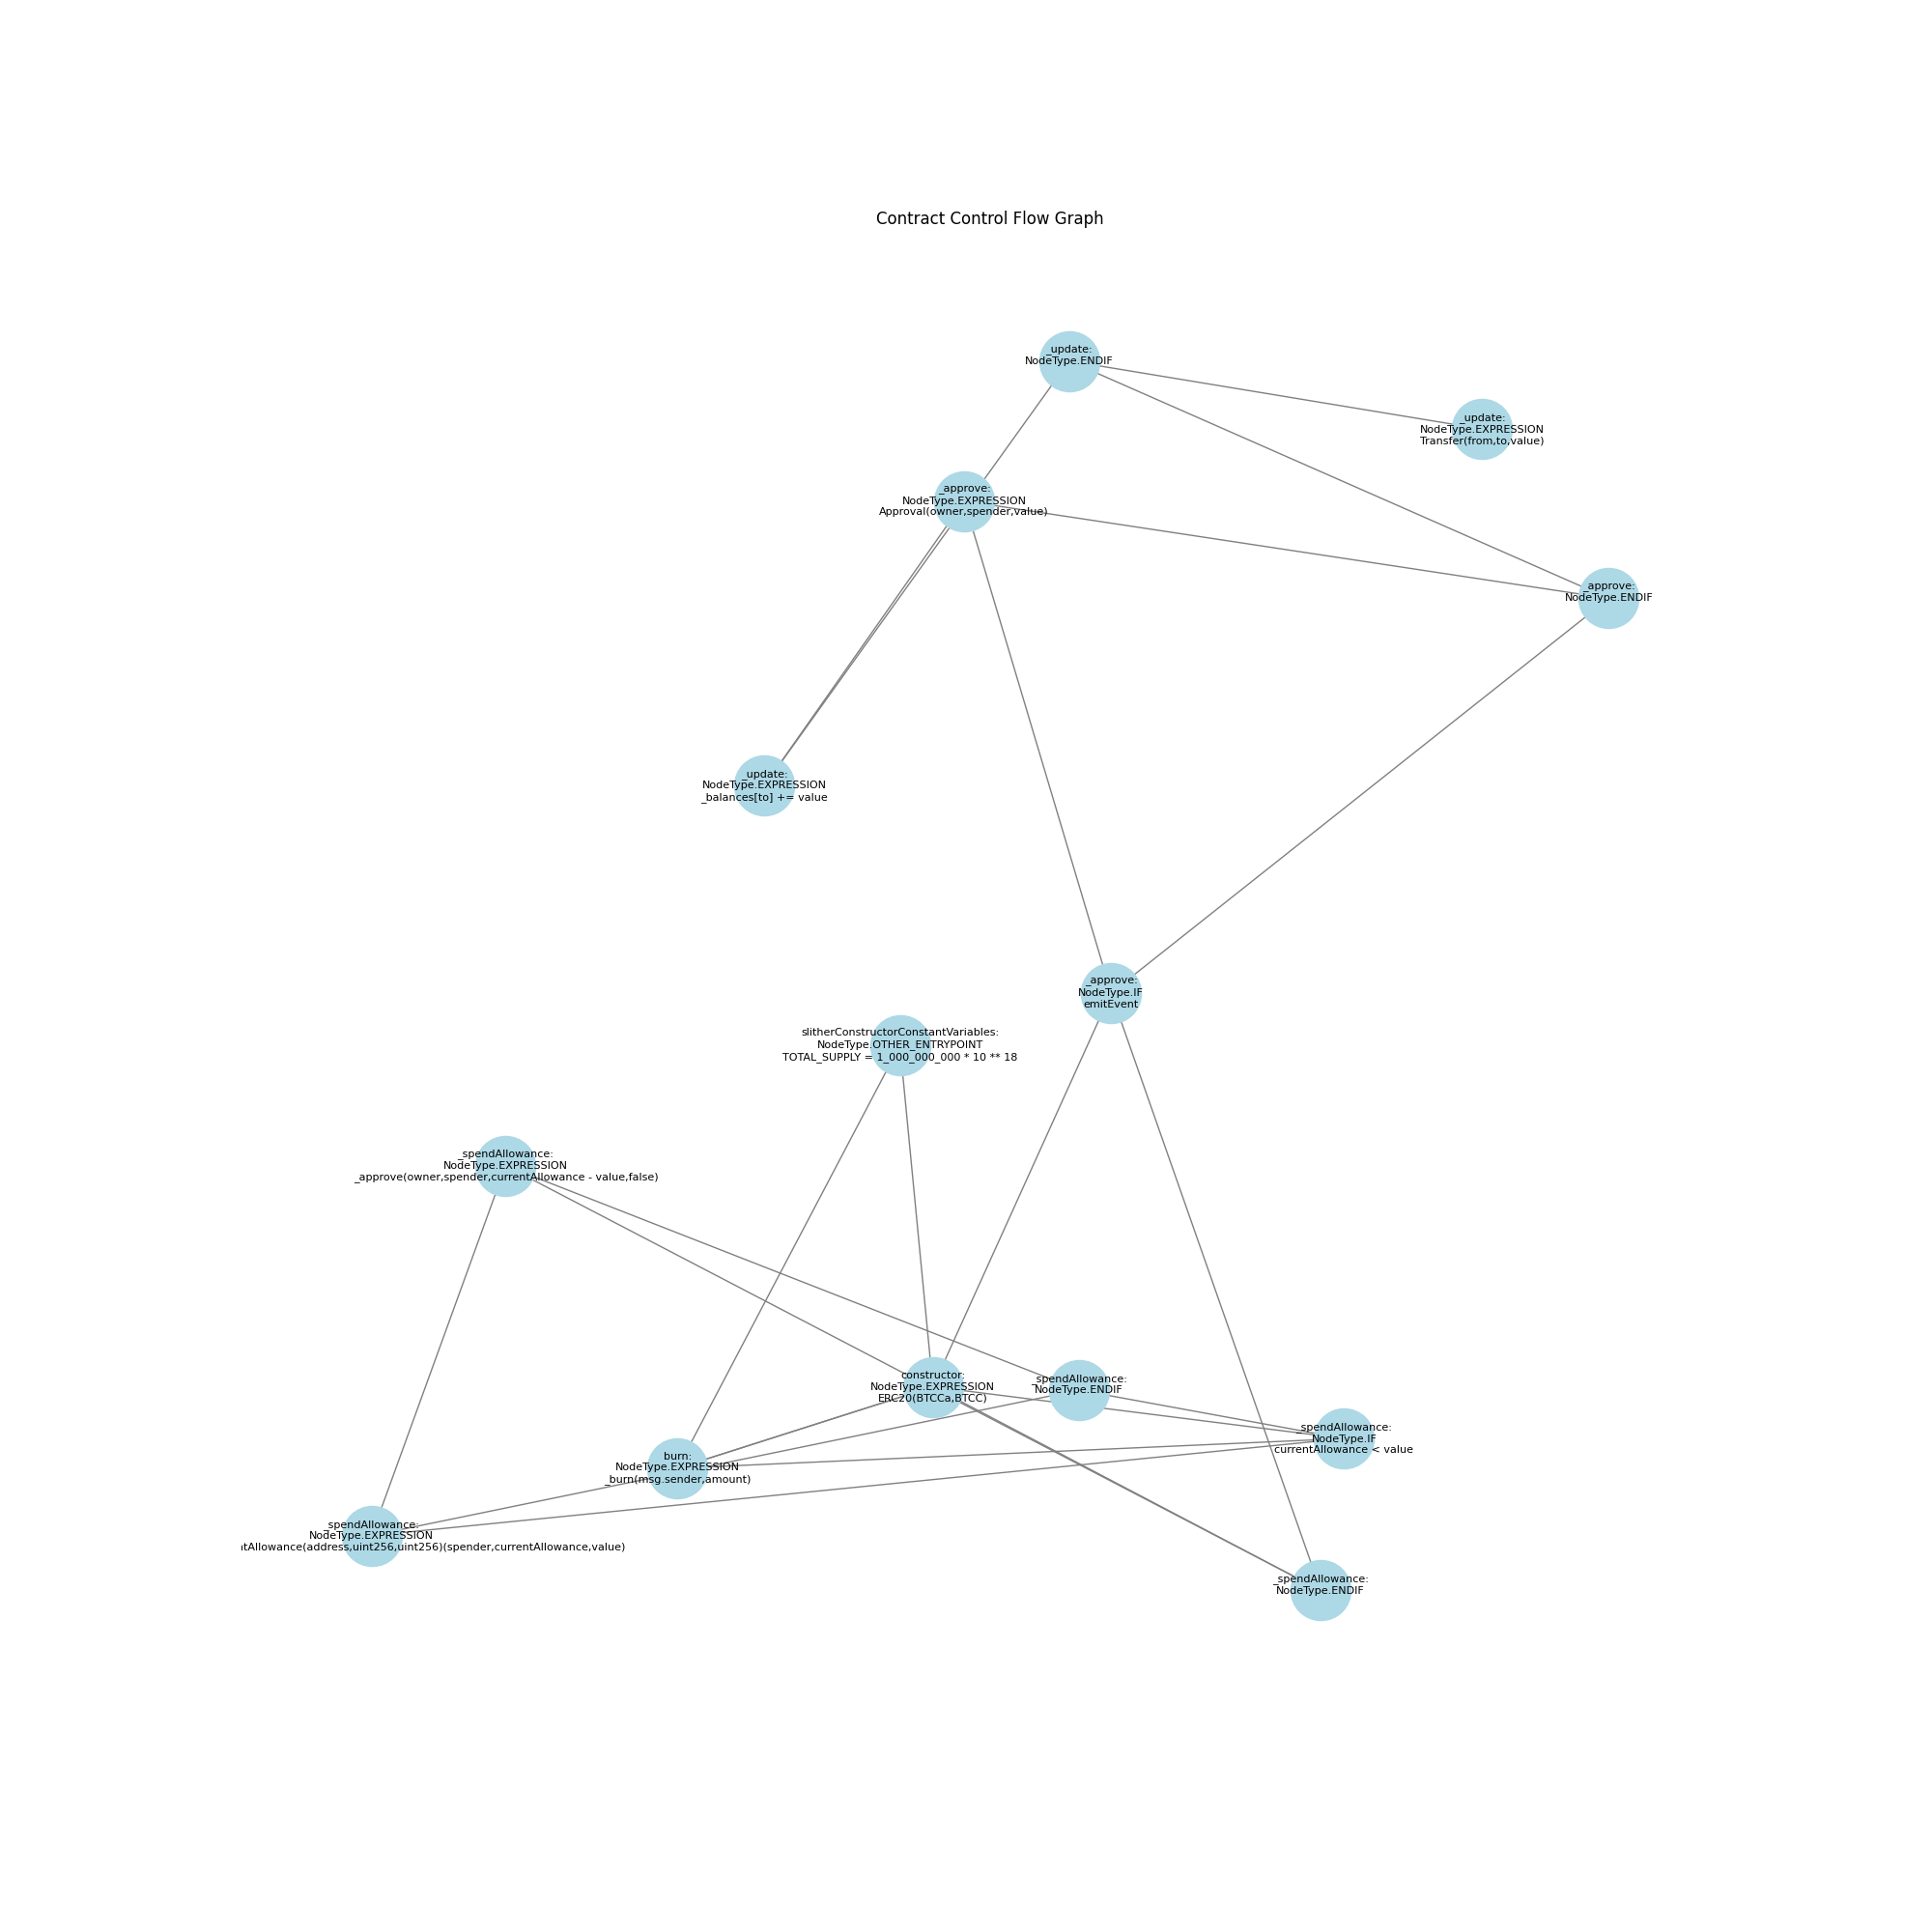 Contract Control Flow Graph
_update:
NodeType.ENDIF
_update:
NodeType.EXPRESSION
Transfer(from,to,value)
_approve:
NodeType.EXPRESSION
Approval(owner,spender,value)
_approve:
NodeType.ENDIF
_update:
NodeType.EXPRESSION
_balances[to] += value
_approve:
NodeType.IF
emitEvent
slitherConstructorConstantVariables:
NodeType.OTHER_ENTRYPOINT
TOTAL_SUPPLY = 1_000_000_000 * 10 ** 18
_spendAllowance:
NodeType.EXPRESSION
_approve(owner,spender,currentAllowance - value,false)
constructor:
NodeType.EXPRESSION
ERC20(BTCCa,BTCC)
_spendAllowance:
NodeType.ENDIF
_spendAllowance:
NodeType.IF
currentAllowance < value
burn:
NodeType.EXPRESSION
_burn(msg.sender,amount)
_spendAllowance:
NodeType.EXPRESSION
ntAllowance(address,uint256,uint256)(spender,currentAllowance,value)
_spendAllowance:
NodeType.ENDIF